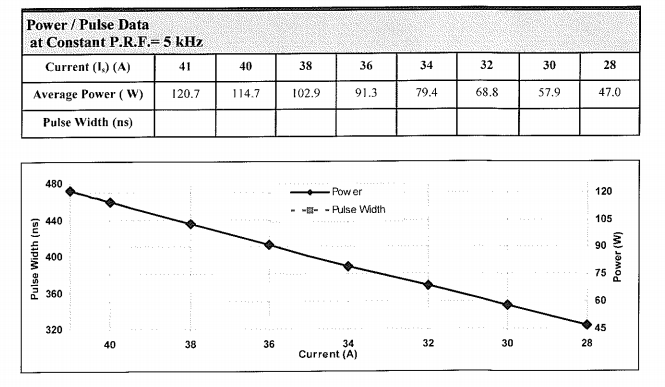 Power / Pulse Data
at Constant P.R.F.= 5 kHz
Current (Is) (A) 41 40 38 36 34 32 30 28
Average Power ( W) 120.7 114.7 102.9 91.3 79.4 68.8 57.9 47.0
Pulse Width (ns)
480 440 400 360 320
Pulse Width (ns)
Power
Pulse Width
120 105 90 75 60 45
Power (W)
40 38 36 34 32 30 28
Current (A)